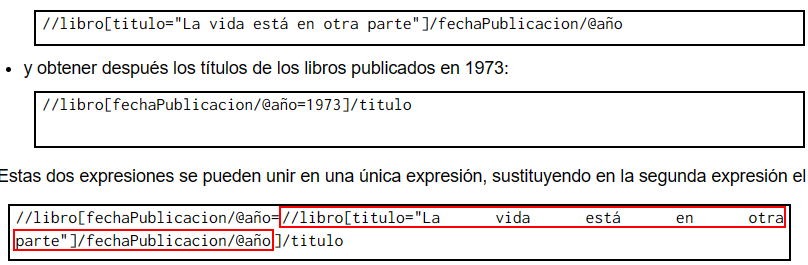 //libro[titulo="La vida está en otra parte"]/fechaPublicacion/@año
• y obtener después los títulos de los libros publicados en 1973:
//libro[fechaPublicacion/@año=1973]/titulo
Estas dos expresiones se pueden unir en una única expresión, sustituyendo en la segunda expresión el
//libro[fechaPublicacion/@año=//libro[titulo="La vida está en otra
parte"]/fechaPublicacion/@año]/titulo